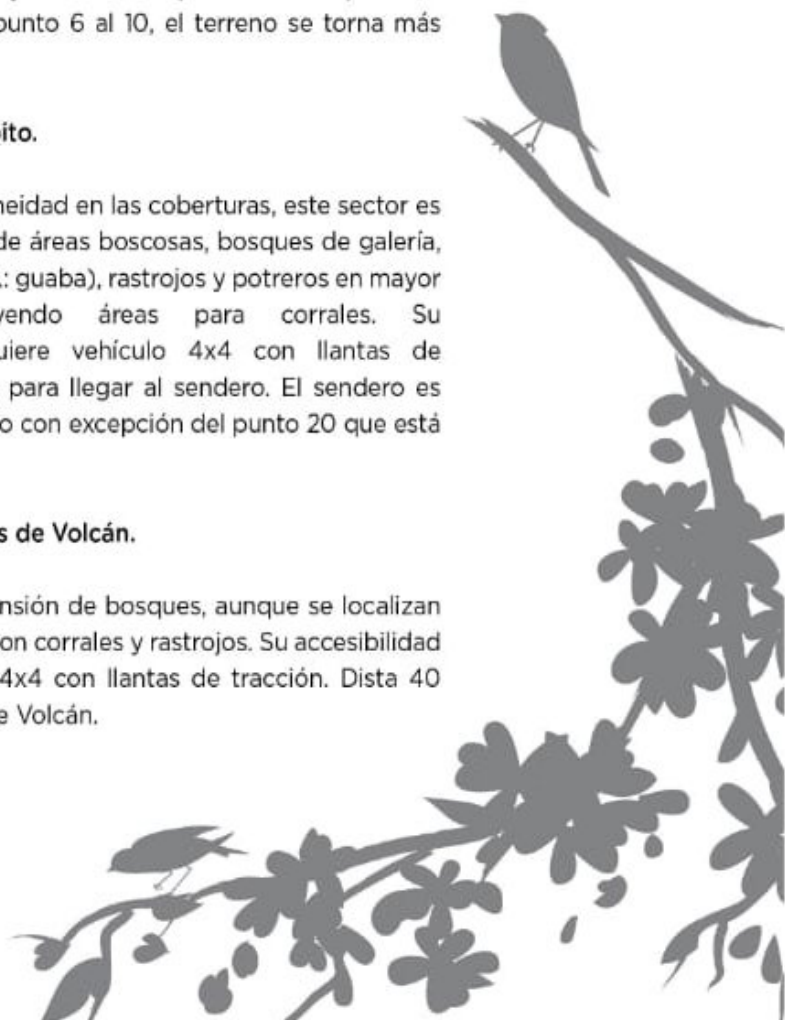 punto 6 al 10, el terreno se torna más
ito.
neidad en las coberturas, este sector es
de áreas boscosas, bosques de galería,
.: guaba), rastrojos y potreros en mayor
yendo áreas para corrales. Su
uiere vehículo 4x4 con llantas de
para llegar al sendero. El sendero es
o con excepción del punto 20 que está
s de Volcán.
nsión de bosques, aunque se localizan
on corrales y rastrojos. Su accesibilidad
4x4 con llantas de tracción. Dista 40
e Volcán.